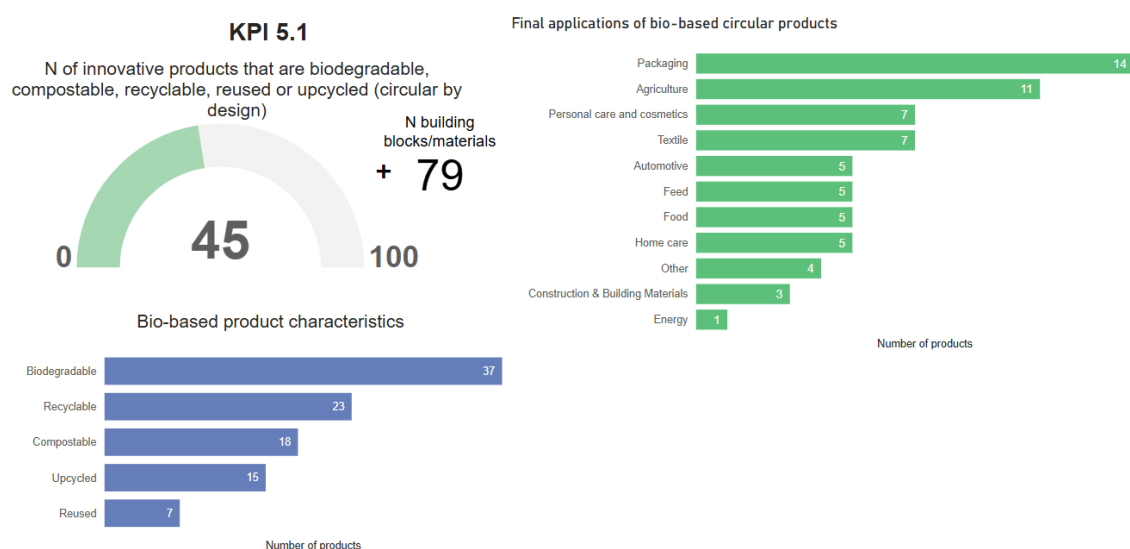 KPI 5.1
N of innovative products that are biodegradable,
compostable, recyclable, reused or upcycled (circular by
design)
N building
blocks/materials
+ 79
45
0
100
Bio-based product characteristics
Biodegradable 37
Recyclable 23
Compostable 18
Upcycled 15
Reused 7
Number of products
Final applications of bio-based circular products
Packaging 14
Agriculture 11
Personal care and cosmetics 7
Textile 7
Automotive 5
Feed 5
Food 5
Home care 5
Other 4
Construction & Building Materials 3
Energy 1
Number of products